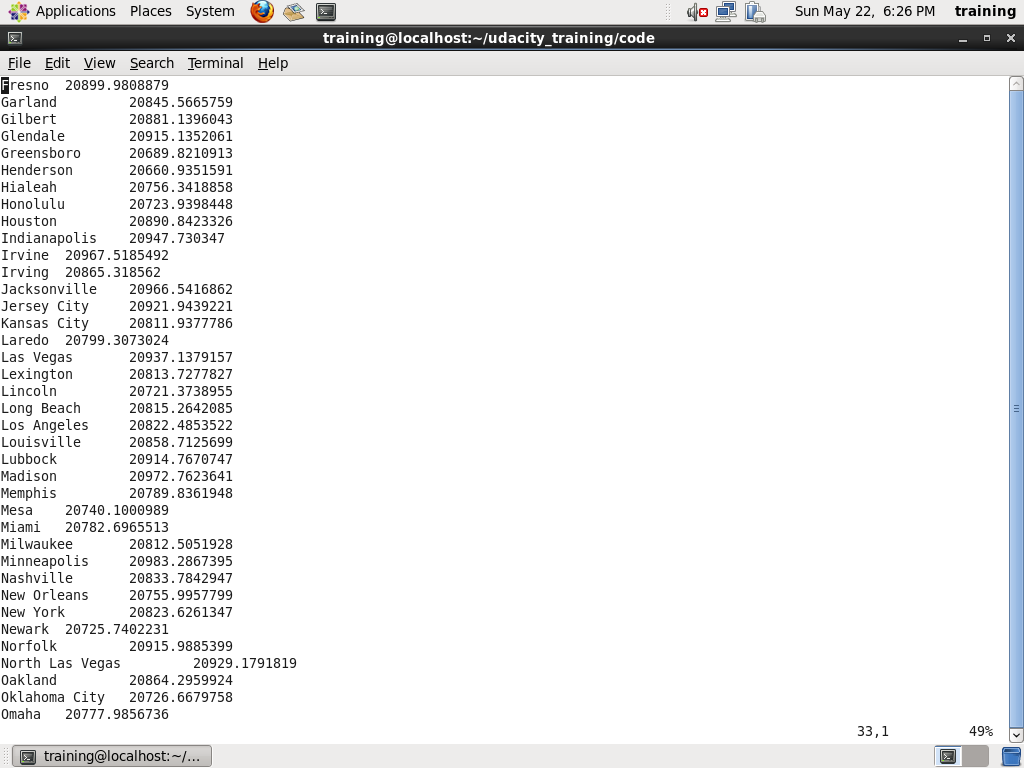 Applications Places System Sun May 22, 6:26 PM training
training@localhost:~/udacity_training/code
File Edit View Search Terminal Help
Fresno 20899.9808879
Garland 20845.5665759
Gilbert 20881.1396043
Glendale 20915.1352061
Greensboro 20689.8210913
Henderson 20660.9351591
Hialeah 20756.3418858
Honolulu 20723.9398448
Houston 20890.8423326
Indianapolis 20947.730347
Irvine 20967.5185492
Irving 20865.318562
Jacksonville 20966.5416862
Jersey City 20921.9439221
Kansas City 20811.9377786
Laredo 20799.3073024
Las Vegas 20937.1379157
Lexington 20813.7277827
Lincoln 20721.3738955
Long Beach 20815.2642085
Los Angeles 20822.4853522
Louisville 20858.7125699
Lubbock 20914.7670747
Madison 20972.7623641
Memphis 20789.8361948
Mesa 20740.1000989
Miami 20782.6965513
Milwaukee 20812.5051928
Minneapolis 20983.2867395
Nashville 20833.7842947
New Orleans 20755.9957799
New York 20823.6261347
Newark 20725.7402231
Norfolk 20915.9885399
North Las Vegas 20929.1791819
Oakland 20864.2959924
Oklahoma City 20726.6679758
Omaha 20777.9856736
33,1 49%
training@localhost:~/...